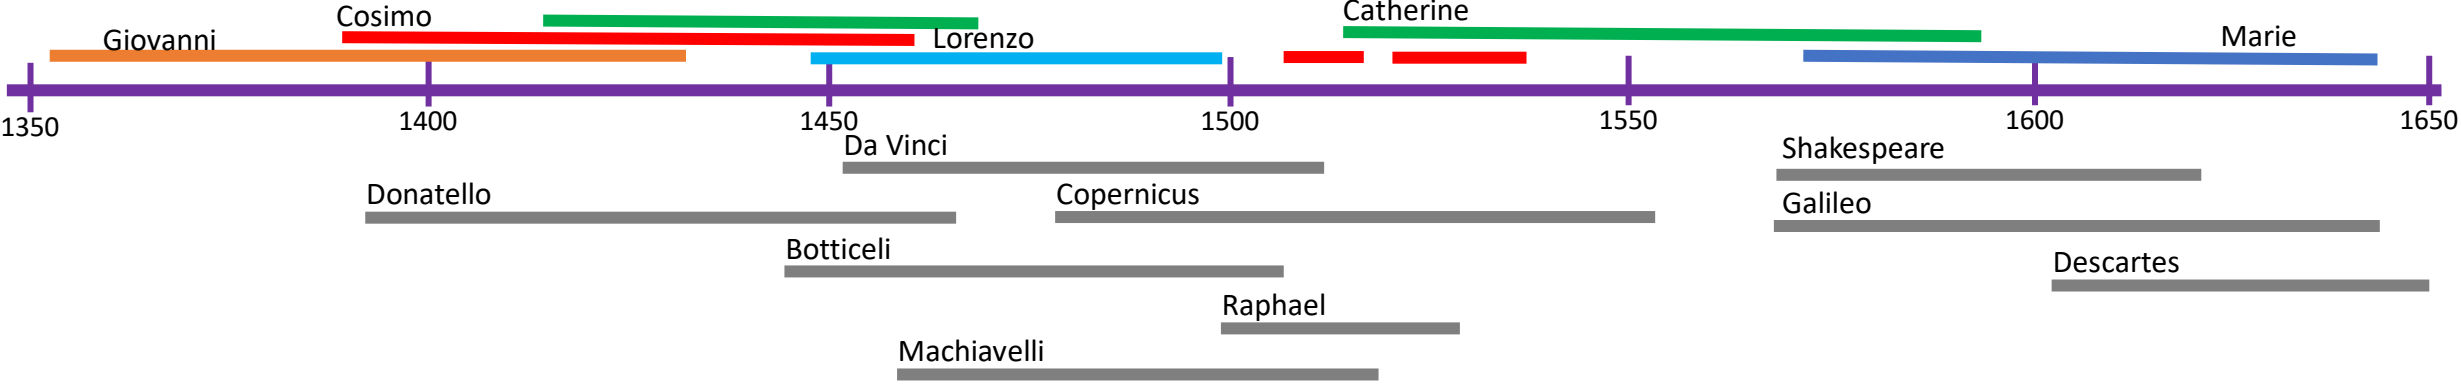 Cosimo
Catherine
Giovanni
Lorenzo
Marie
1350
1400
1450
1500
1550
1600
1650
Da Vinci
Shakespeare
Donatello
Copernicus
Galileo
Botticeli
Descartes
Raphael
Machiavelli